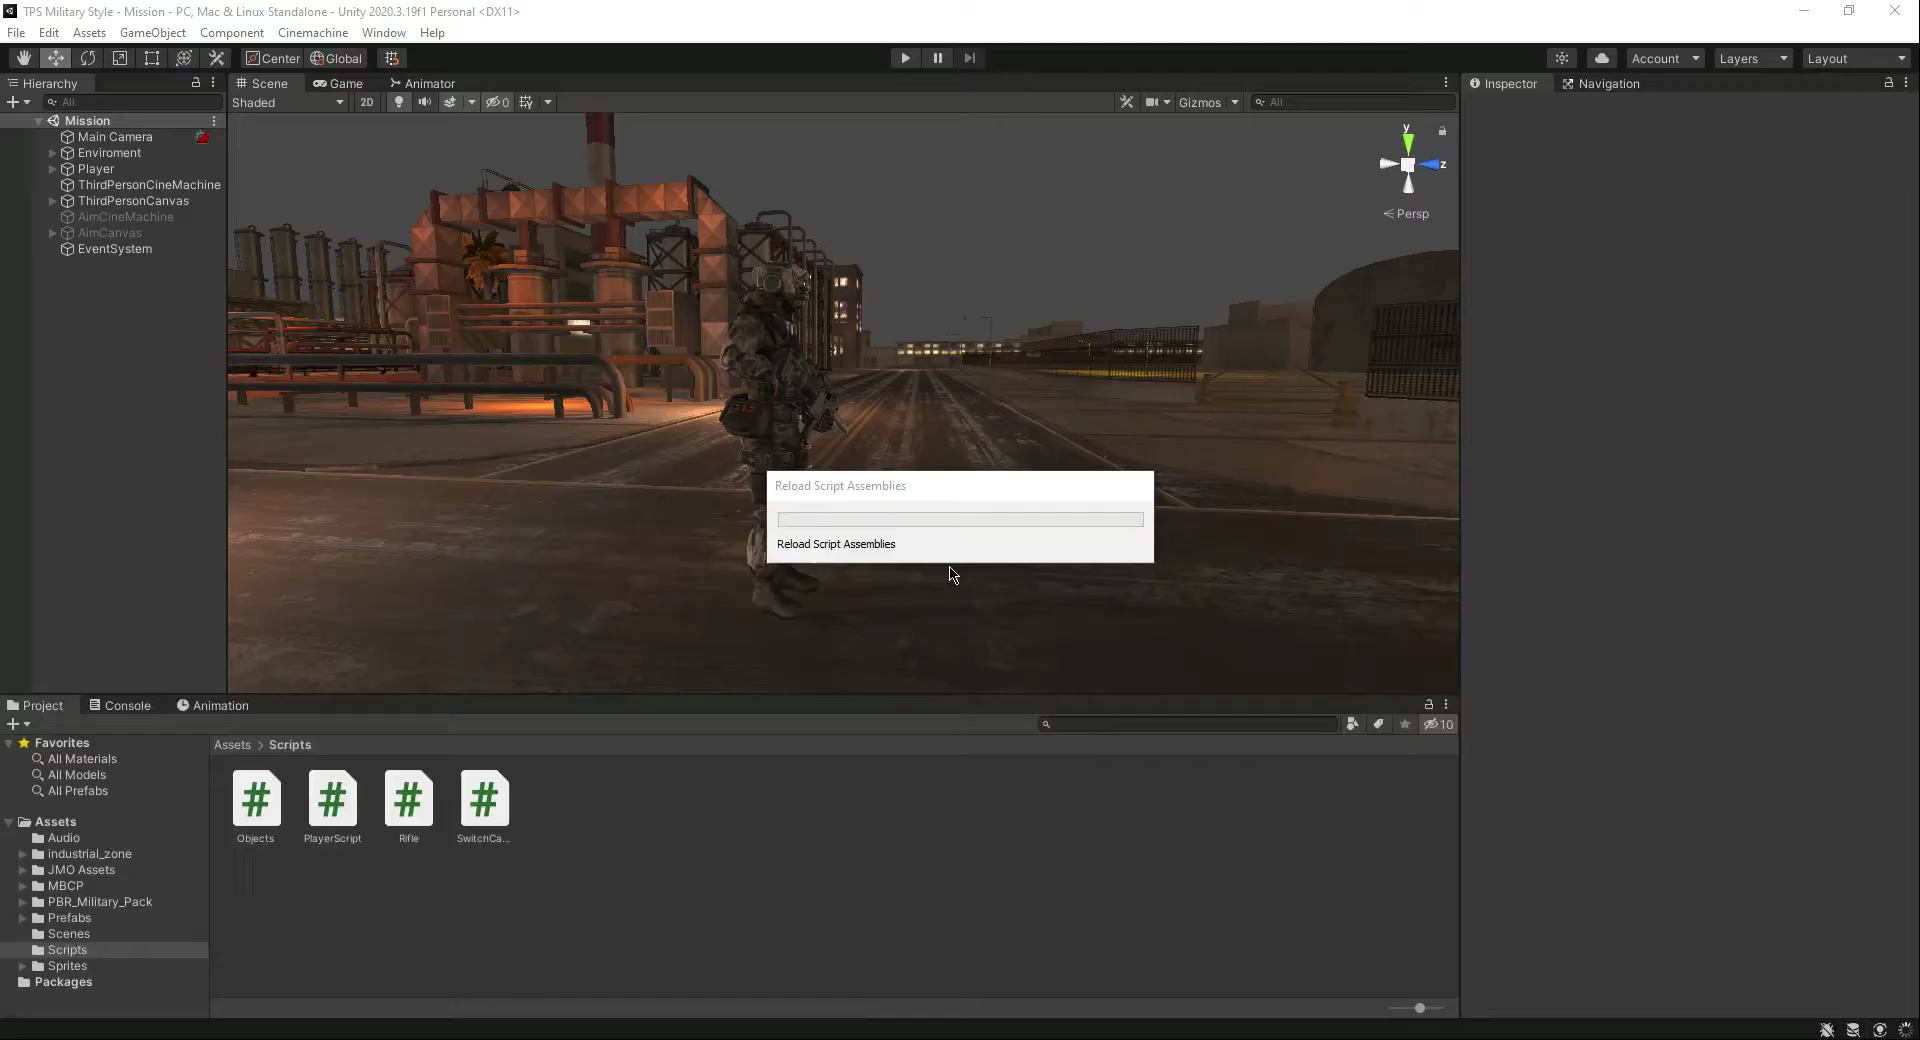 TPS Military Style - Mission - PC, Mac & Linux Standalone - Unity 2020.3.19f1 Personal <DX11>
File Edit Assets GameObject Component Cinemachine Window Help
Center Global Account Layers Layout
Hierarchy
Scene Game Animator
Inspector Navigation
All
Shaded 2D 0 Gizmos All
Mission
Main Camera
Enviroment
Player
ThirdPersonCineMachine
ThirdPersonCanvas
AimCineMachine
AimCanvas
EventSystem
y
z
Persp
Reload Script Assemblies
Reload Script Assemblies
Project Console Animation
10
Favorites
All Materials
All Models
All Prefabs
Assets
Audio
industrial_zone
JMO Assets
MBCP
PBR_Military_Pack
Prefabs
Scenes
Scripts
Sprites
Packages
Assets > Scripts
# # # #
Objects PlayerScript Rifle SwitchCa...